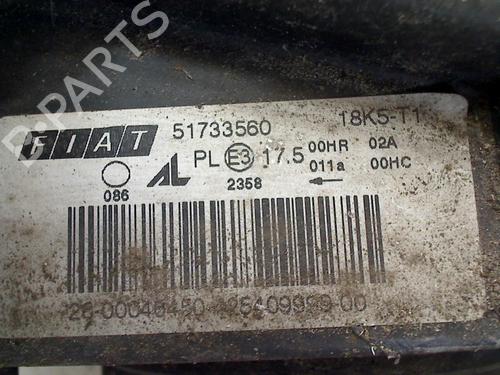 B-PARTS
FIAT 51733560 18K5-T1
PL E3 17.5 00HR 02A
011a 00HC
086 AL 2358 ←